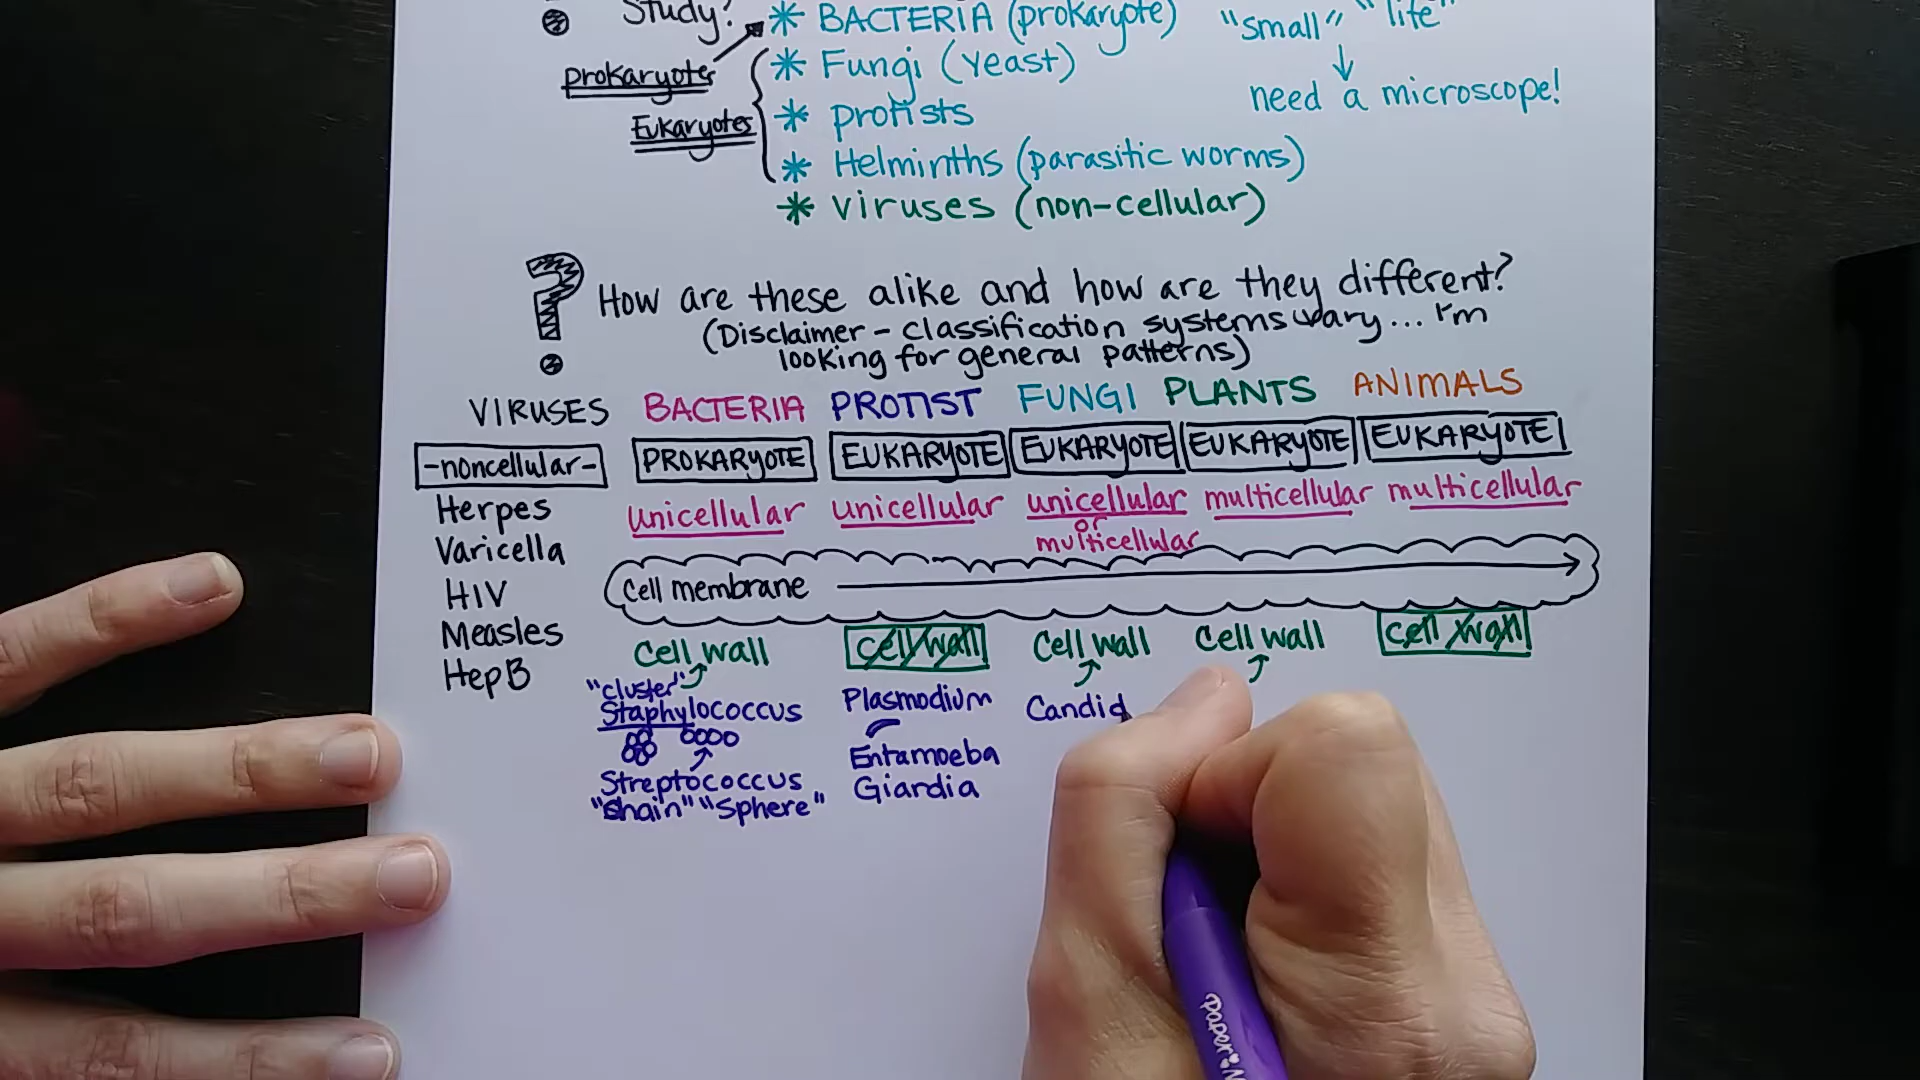 Study?
* BACTERIA (prokaryote)
"small" "life"
prokaryotes
* Fungi (yeast)
need a microscope!
Eukaryotes
* protists
* Helminths (parasitic worms)
* viruses (non-cellular)
? How are these alike and how are they different?
(Disclaimer - classification systems vary... I'm
looking for general patterns)
VIRUSES BACTERIA PROTIST FUNGI PLANTS ANIMALS
-noncellular- PROKARYOTE EUKARYOTE EUKARYOTE EUKARYOTE EUKARYOTE
Herpes unicellular unicellular unicellular multicellular multicellular
or
Varicella multicellular
HIV Cell membrane
Measles Cell wall cell wall Cell wall Cell wall cell wall
HepB
"cluster"
Staphylococcus Plasmodium Candid
Entamoeba
Streptococcus Giardia
"chain" "sphere"
paper